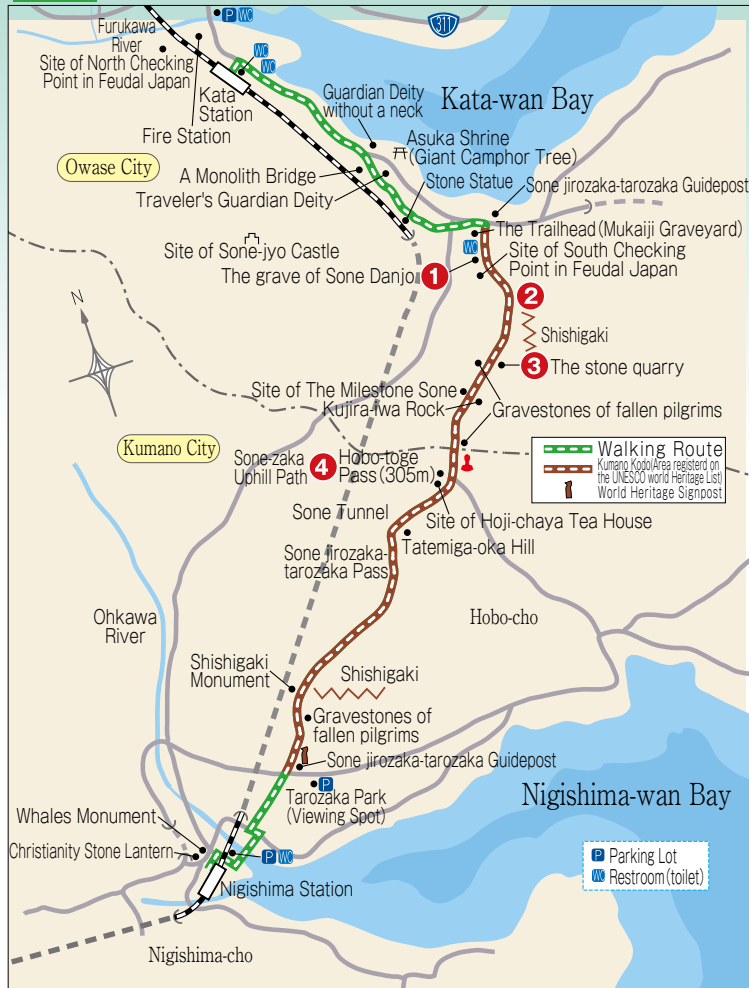 P WC
311
Furukawa
River
Site of North Checking
Point in Feudal Japan
WC
WC
Kata
Station
Fire Station
Guardian Deity
without a neck
Kata-wan Bay
Owase City
Asuka Shrine
(Giant Camphor Tree)
A Monolith Bridge
Traveler's Guardian Deity
Stone Statue
Sone jirozaka-tarozaka Guidepost
The Trailhead (Mukaiji Graveyard)
WC
Site of Sone-jyo Castle
The grave of Sone Danjo
1
Site of South Checking
Point in Feudal Japan
2
N
Shishigaki
3
The stone quarry
Site of The Milestone Sone
Kujira-iwa Rock
Gravestones of fallen pilgrims
Kumano City
Sone-zaka
Uphill Path
4
Hobo-toge
Pass (305m)
Walking Route
Kumano Kodo(Area registerd on
the UNESCO world Heritage List)
World Heritage Signpost
Sone Tunnel
Site of Hoji-chaya Tea House
Tatemiga-oka Hill
Sone jirozaka-
tarozaka Pass
Ohkawa
River
Hobo-cho
Shishigaki
Monument
Shishigaki
Gravestones of
fallen pilgrims
Sone jirozaka-tarozaka Guidepost
P
Tarozaka Park
(Viewing Spot)
Nigishima-wan Bay
Whales Monument
Christianity Stone Lantern
P WC
Nigishima Station
P Parking Lot
WC Restroom (toilet)
Nigishima-cho